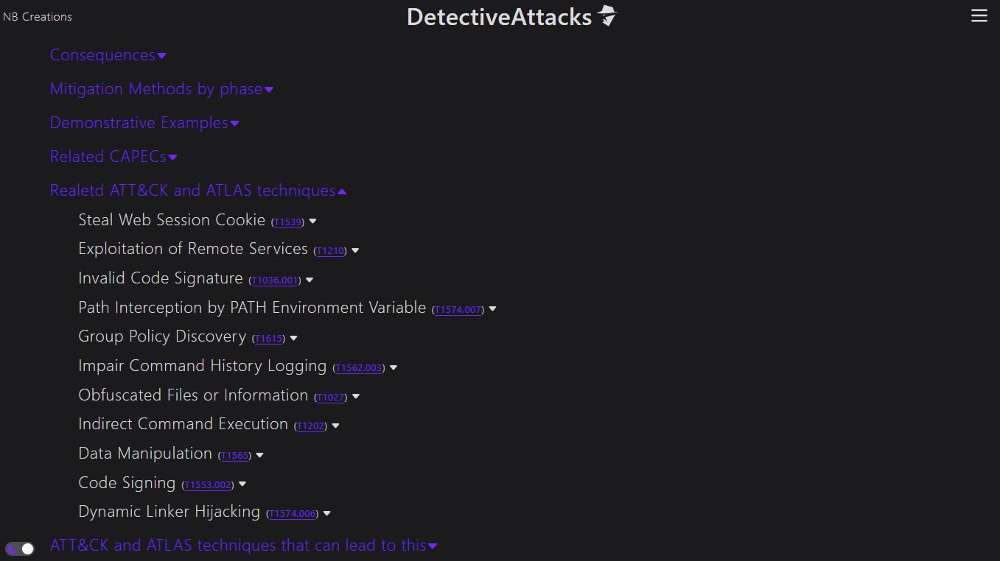 NB Creations
DetectiveAttacks
Consequences
Mitigation Methods by phase
Demonstrative Examples
Related CAPECs
Realetd ATT&CK and ATLAS techniques
Steal Web Session Cookie (T1539)
Exploitation of Remote Services (T1210)
Invalid Code Signature (T1036.001)
Path Interception by PATH Environment Variable (T1574.007)
Group Policy Discovery (T1615)
Impair Command History Logging (T1562.003)
Obfuscated Files or Information (T1027)
Indirect Command Execution (T1202)
Data Manipulation (T1565)
Code Signing (T1553.002)
Dynamic Linker Hijacking (T1574.006)
ATT&CK and ATLAS techniques that can lead to this